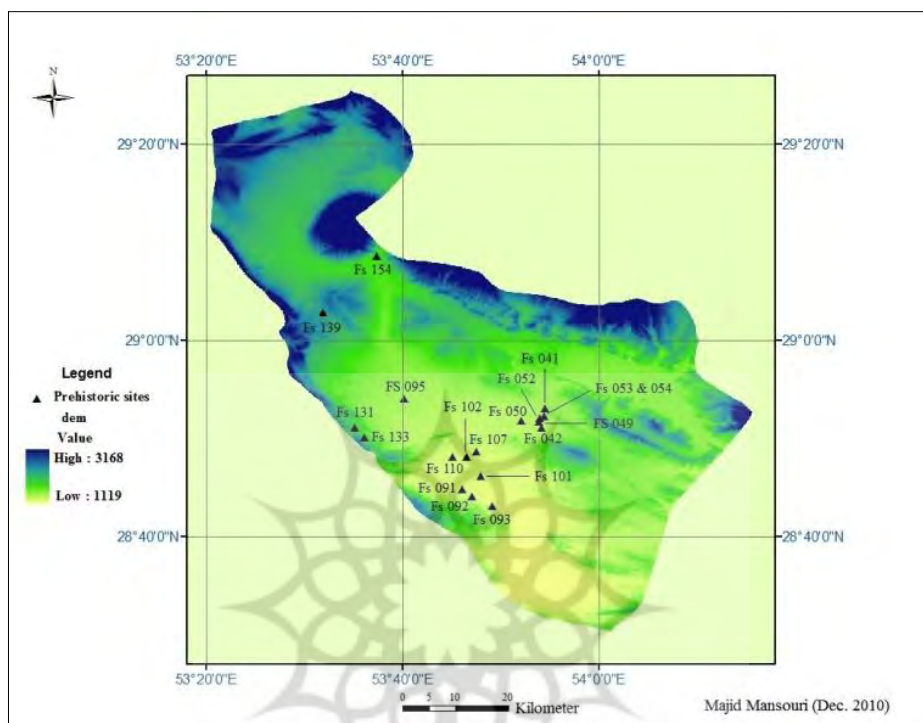 53°20'0"E 53°40'0"E 54°0'0"E
N
29°20'0"N 29°20'0"N
Fs 154
Fs 139
29°0'0"N 29°0'0"N
Fs 041
Legend
Prehistoric sites
dem
Value
High : 3168
Low : 1119
Fs 052
Fs 053 & 054
FS 095
Fs 102
Fs 050
FS 049
Fs 131
Fs 133
Fs 107
Fs 042
Fs 110
Fs 101
Fs 091
Fs 092
Fs 093
28°40'0"N 28°40'0"N
53°20'0"E 53°40'0"E 54°0'0"E
0 5 10 20
Kilometer
Majid Mansouri (Dec. 2010)